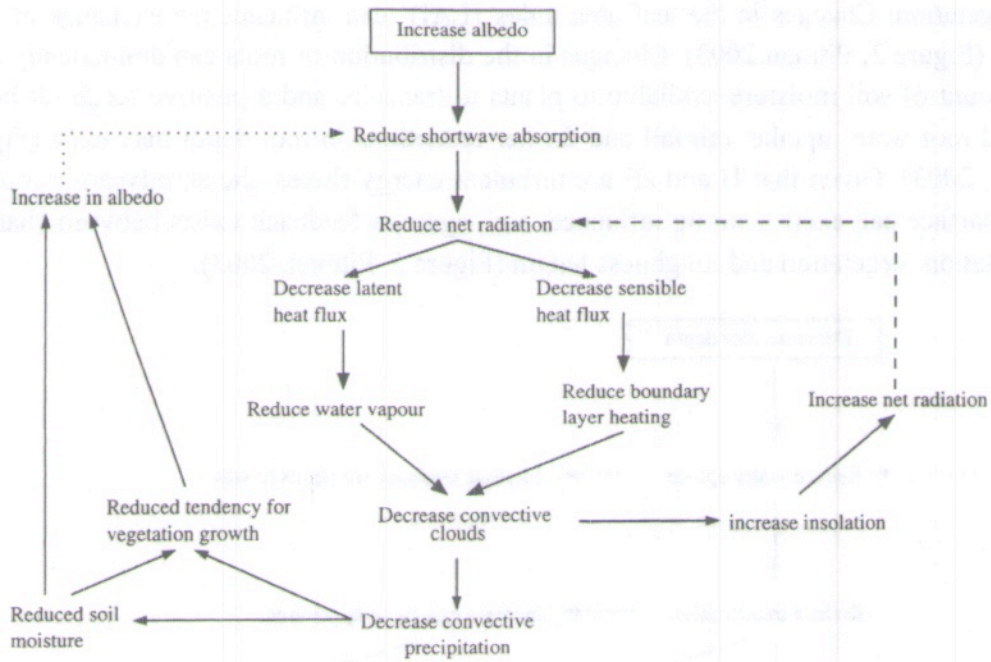 Increase albedo
Reduce shortwave absorption
Increase in albedo
Reduce net radiation
Decrease latent
heat flux
Decrease sensible
heat flux
Reduce water vapour
Reduce boundary
layer heating
Increase net radiation
Reduced tendency for
vegetation growth
Decrease convective
clouds
increase insolation
Reduced soil
moisture
Decrease convective
precipitation